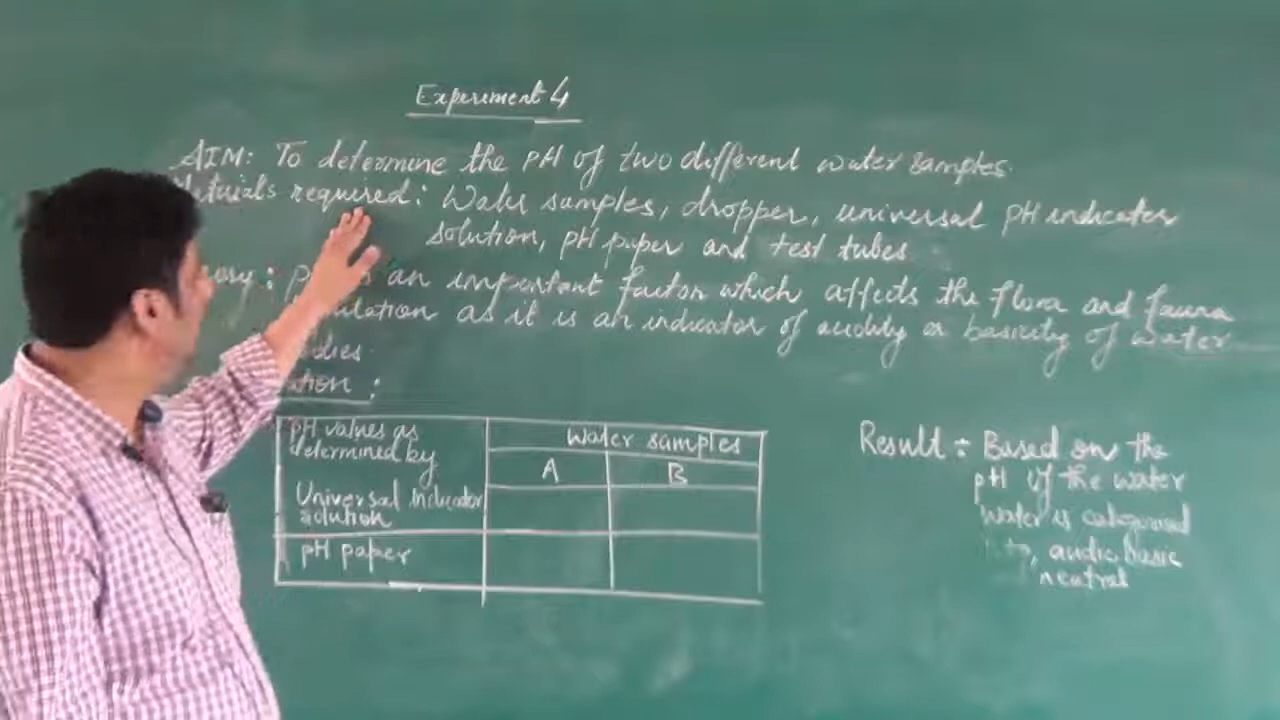 Experiment 4
AIM: To determine the pH of two different water samples.
required: Water samples, dropper, universal pH indicator
solution, pH paper and test tubes
: an important factor which affects the flora and fauna
as it is an indicator of acidity or basicity of water
pH values as
determined by
water samples
A B
Universal indicator
solution
pH paper
Result ÷ Based on the
pH of the water
water is categorised
, acidic, basic
neutral